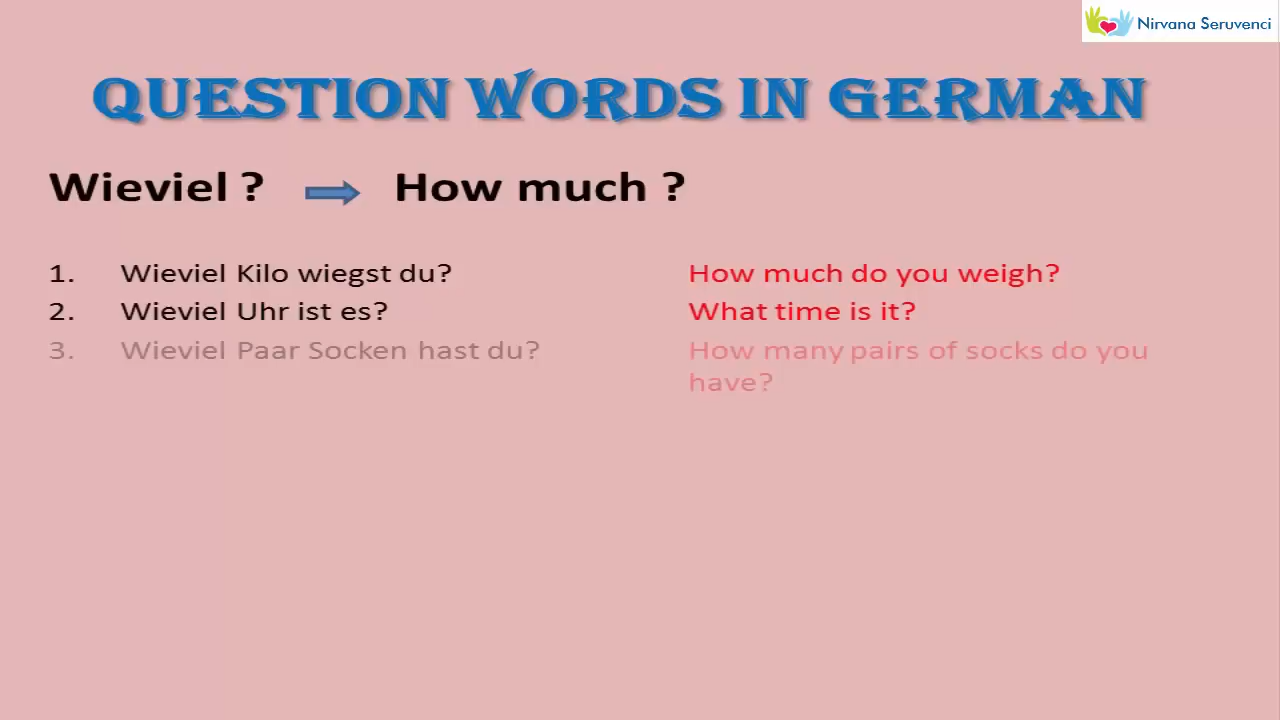 Nirvana Seruvenci
QUESTION WORDS IN GERMAN
Wieviel ? How much ?
1. Wieviel Kilo wiegst du? How much do you weigh?
2. Wieviel Uhr ist es? What time is it?
3. Wieviel Paar Socken hast du? How many pairs of socks do you
have?